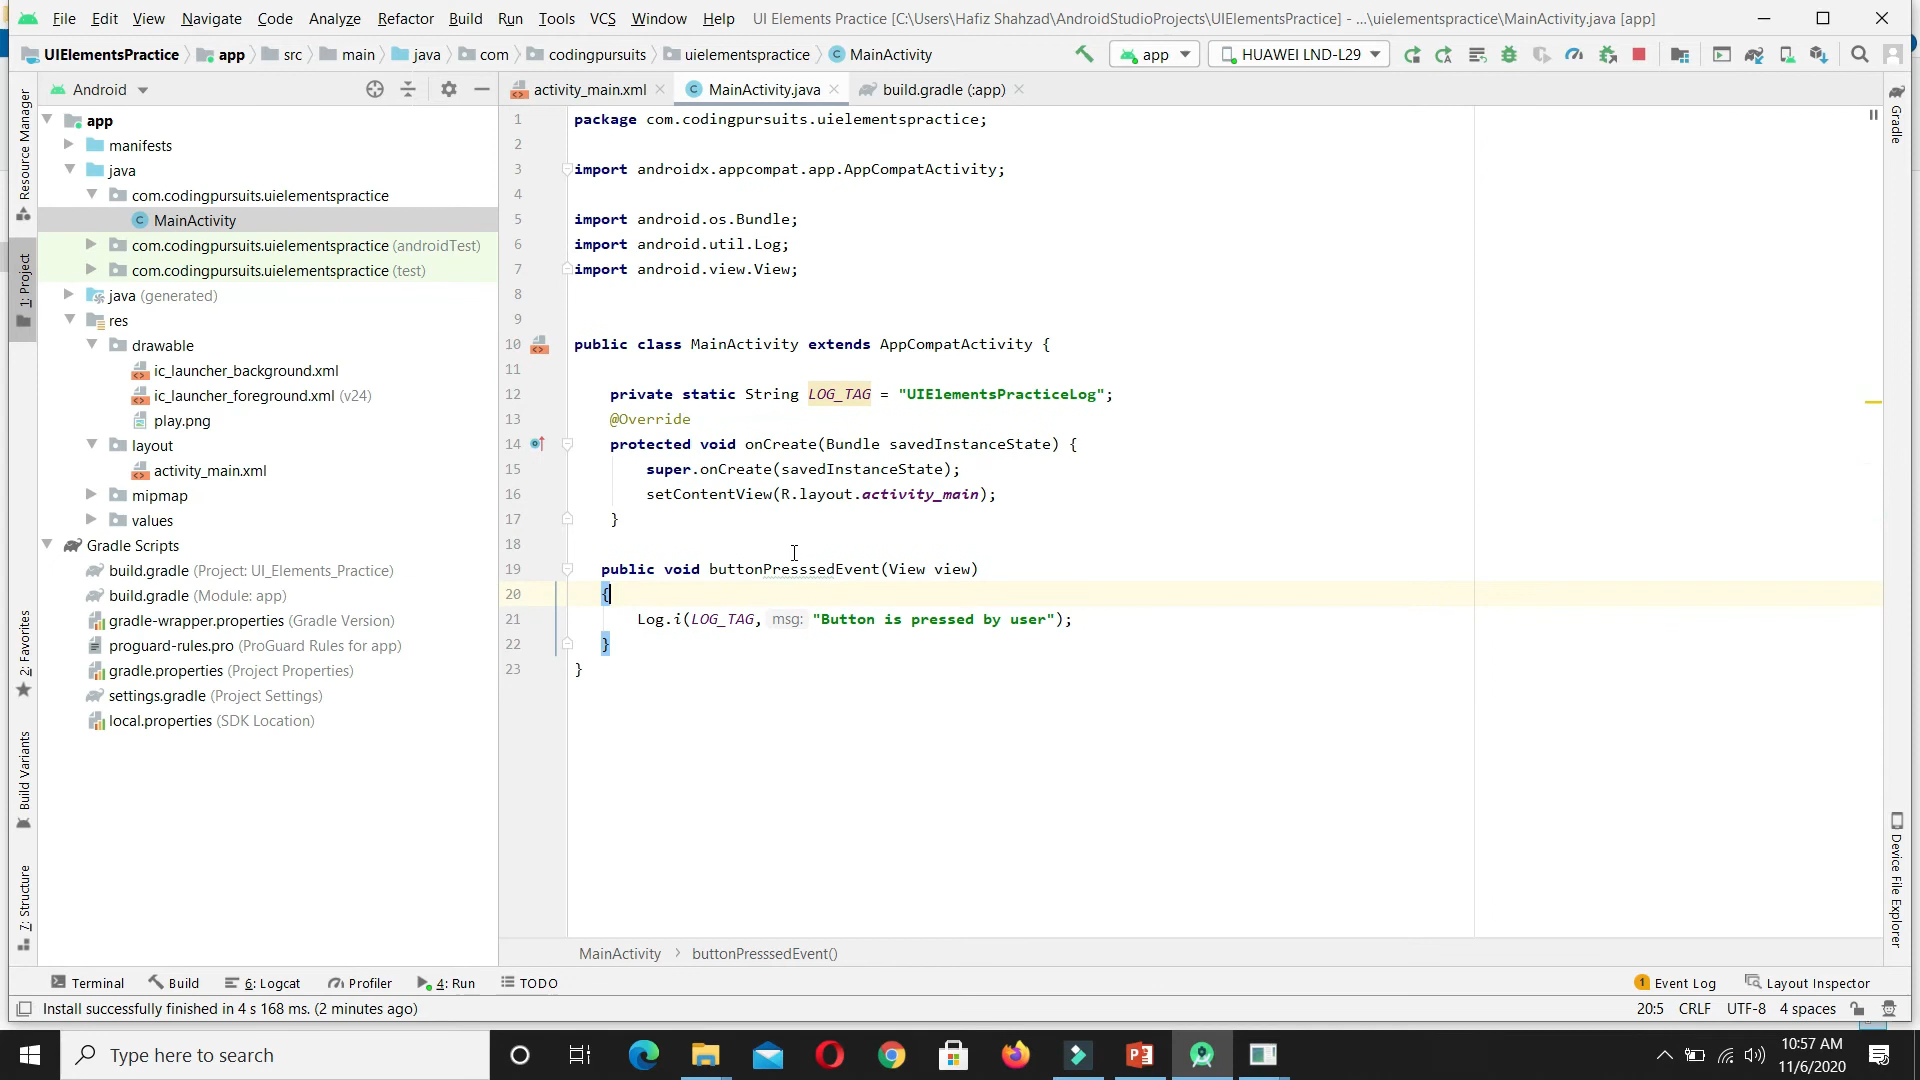 File Edit View Navigate Code Analyze Refactor Build Run Tools VCS Window Help UI Elements Practice [C:\Users\Hafiz Shahzad\AndroidStudioProjects\UIElementsPractice] - ...\uielementspractice\MainActivity.java [app]
UIElementsPractice app src main java com codingpursuits uielementspractice MainActivity app HUAWEI LND-L29
Android activity_main.xml MainActivity.java build.gradle (:app)
Resource Manager
1: Project
2: Favorites
Build Variants
7: Structure
app
manifests
java
com.codingpursuits.uielementspractice
MainActivity
com.codingpursuits.uielementspractice (androidTest)
com.codingpursuits.uielementspractice (test)
java (generated)
res
drawable
ic_launcher_background.xml
ic_launcher_foreground.xml (v24)
play.png
layout
activity_main.xml
mipmap
values
Gradle Scripts
build.gradle (Project: UI_Elements_Practice)
build.gradle (Module: app)
gradle-wrapper.properties (Gradle Version)
proguard-rules.pro (ProGuard Rules for app)
gradle.properties (Project Properties)
settings.gradle (Project Settings)
local.properties (SDK Location)
1 package com.codingpursuits.uielementspractice;
2
3 import androidx.appcompat.app.AppCompatActivity;
4
5 import android.os.Bundle;
6 import android.util.Log;
7 import android.view.View;
8
9
10 public class MainActivity extends AppCompatActivity {
11
12 private static String LOG_TAG = "UIElementsPracticeLog";
13 @Override
14 protected void onCreate(Bundle savedInstanceState) {
15 super.onCreate(savedInstanceState);
16 setContentView(R.layout.activity_main);
17 }
18
19 public void buttonPresssedEvent(View view)
20 {
21 Log.i(LOG_TAG, msg: "Button is pressed by user");
22 }
23 }
Gradle
Device File Explorer
MainActivity buttonPresssedEvent()
Terminal Build 6: Logcat Profiler 4: Run TODO 1 Event Log Layout Inspector
Install successfully finished in 4 s 168 ms. (2 minutes ago) 20:5 CRLF UTF-8 4 spaces
Type here to search
10:57 AM
11/6/2020